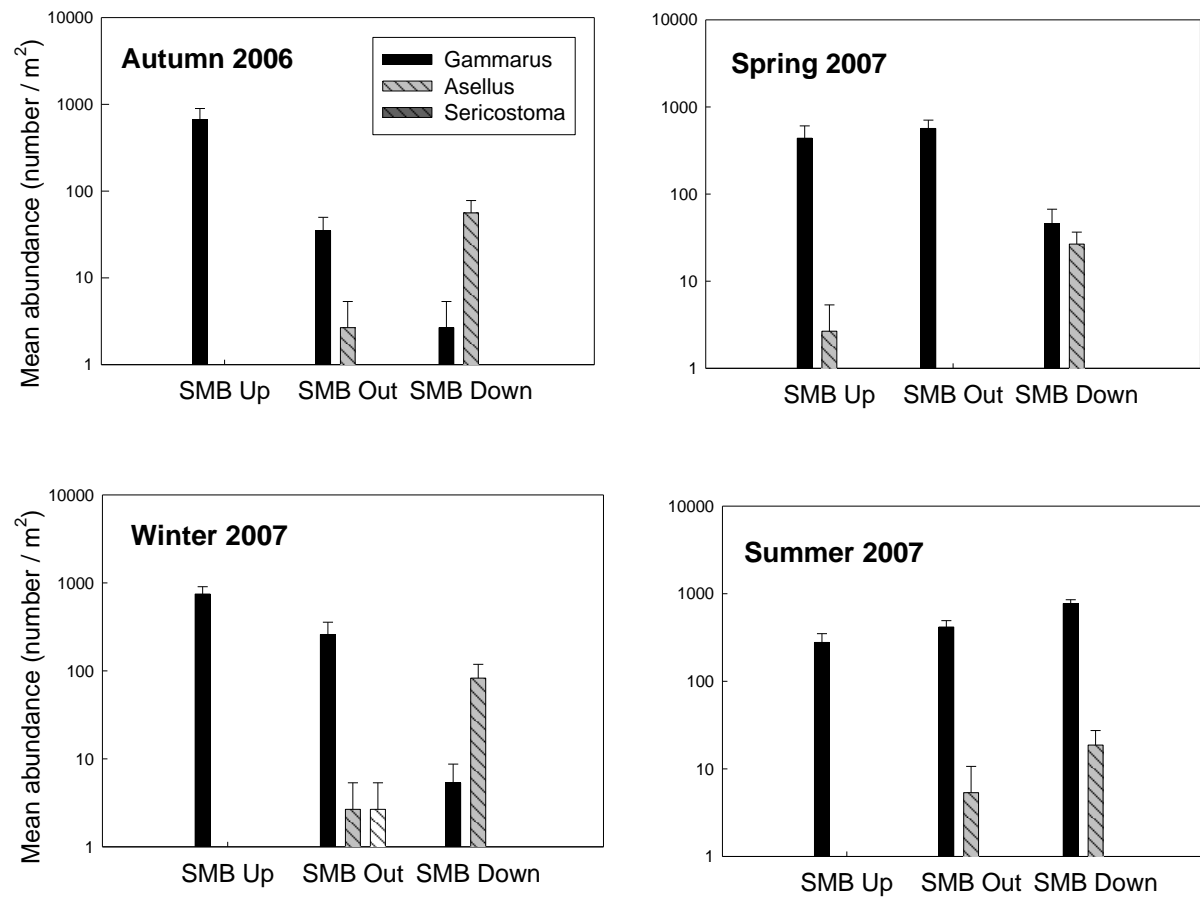 10000
Autumn 2006
Gammarus
Asellus
Sericostoma
1000
100
10
1
Mean abundance (number / m²)
SMB Up SMB Out SMB Down
10000
Spring 2007
1000
100
10
1
SMB Up SMB Out SMB Down
10000
Winter 2007
1000
100
10
1
Mean abundance (number / m²)
SMB Up SMB Out SMB Down
10000
Summer 2007
1000
100
10
1
SMB Up SMB Out SMB Down